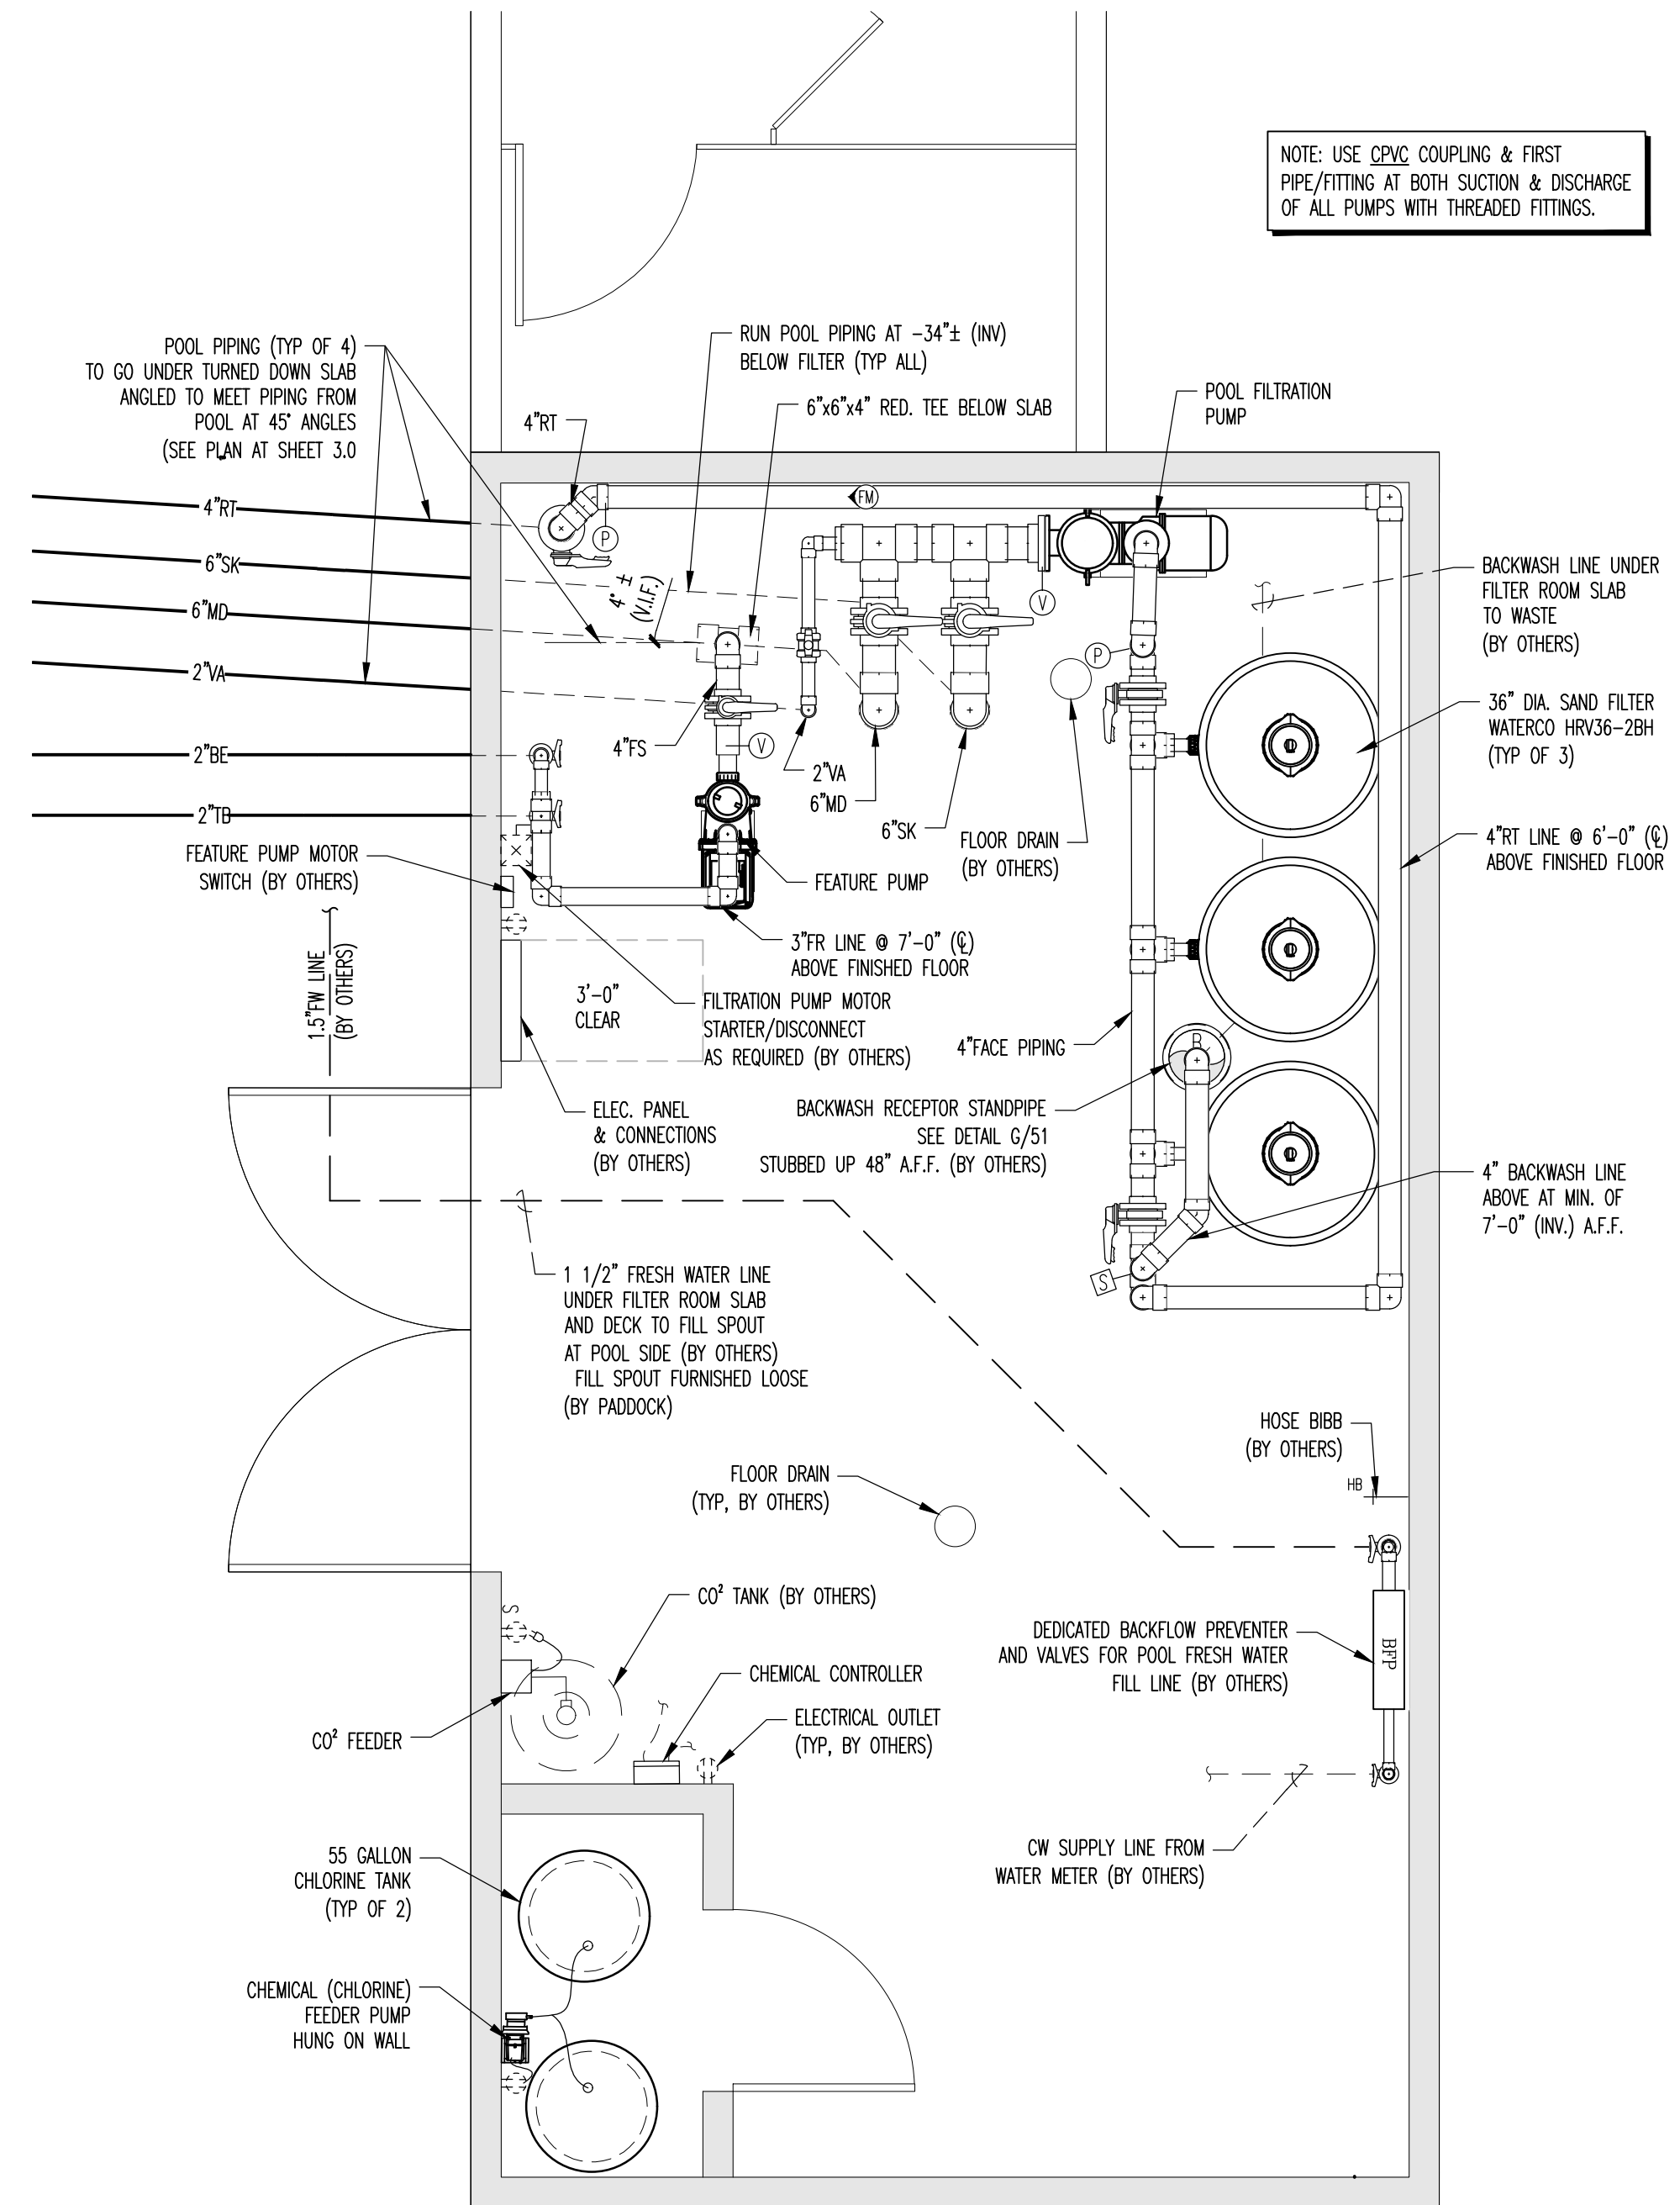 NOTE: USE CPVC COUPLING & FIRST
PIPE/FITTING AT BOTH SUCTION & DISCHARGE
OF ALL PUMPS WITH THREADED FITTINGS.
POOL PIPING (TYP OF 4)
TO GO UNDER TURNED DOWN SLAB
ANGLED TO MEET PIPING FROM
POOL AT 45° ANGLES
(SEE PLAN AT SHEET 3.0
RUN POOL PIPING AT -34"± (INV)
BELOW FILTER (TYP ALL)
6"x6"x4" RED. TEE BELOW SLAB
4"RT
POOL FILTRATION
PUMP
4"RT
6"SK
6"MD
2"VA
2"BE
2"TB
FM
P
4° ±
(V.I.F.)
V
P
V
BACKWASH LINE UNDER
FILTER ROOM SLAB
TO WASTE
(BY OTHERS)
36" DIA. SAND FILTER
WATERCO HRV36-2BH
(TYP OF 3)
4"FS
2"VA
6"MD
6"SK
FLOOR DRAIN
(BY OTHERS)
4"RT LINE @ 6'-0" (℄)
ABOVE FINISHED FLOOR
FEATURE PUMP MOTOR
SWITCH (BY OTHERS)
FEATURE PUMP
3"FR LINE @ 7'-0" (℄)
ABOVE FINISHED FLOOR
1.5"FW LINE
(BY OTHERS)
3'-0"
CLEAR
FILTRATION PUMP MOTOR
STARTER/DISCONNECT
AS REQUIRED (BY OTHERS)
4"FACE PIPING
R
ELEC. PANEL
& CONNECTIONS
(BY OTHERS)
BACKWASH RECEPTOR STANDPIPE
SEE DETAIL G/51
STUBBED UP 48" A.F.F. (BY OTHERS)
4" BACKWASH LINE
ABOVE AT MIN. OF
7'-0" (INV.) A.F.F.
S
1 1/2" FRESH WATER LINE
UNDER FILTER ROOM SLAB
AND DECK TO FILL SPOUT
AT POOL SIDE (BY OTHERS)
FILL SPOUT FURNISHED LOOSE
(BY PADDOCK)
HOSE BIBB
(BY OTHERS)
HB
FLOOR DRAIN
(TYP, BY OTHERS)
CO² TANK (BY OTHERS)
DEDICATED BACKFLOW PREVENTER
AND VALVES FOR POOL FRESH WATER
FILL LINE (BY OTHERS)
BFP
CHEMICAL CONTROLLER
CO² FEEDER
ELECTRICAL OUTLET
(TYP, BY OTHERS)
CW SUPPLY LINE FROM
WATER METER (BY OTHERS)
55 GALLON
CHLORINE TANK
(TYP OF 2)
CHEMICAL (CHLORINE)
FEEDER PUMP
HUNG ON WALL